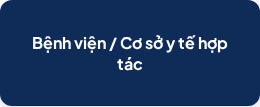 Bệnh viện / Cơ sở y tế hợp
tác